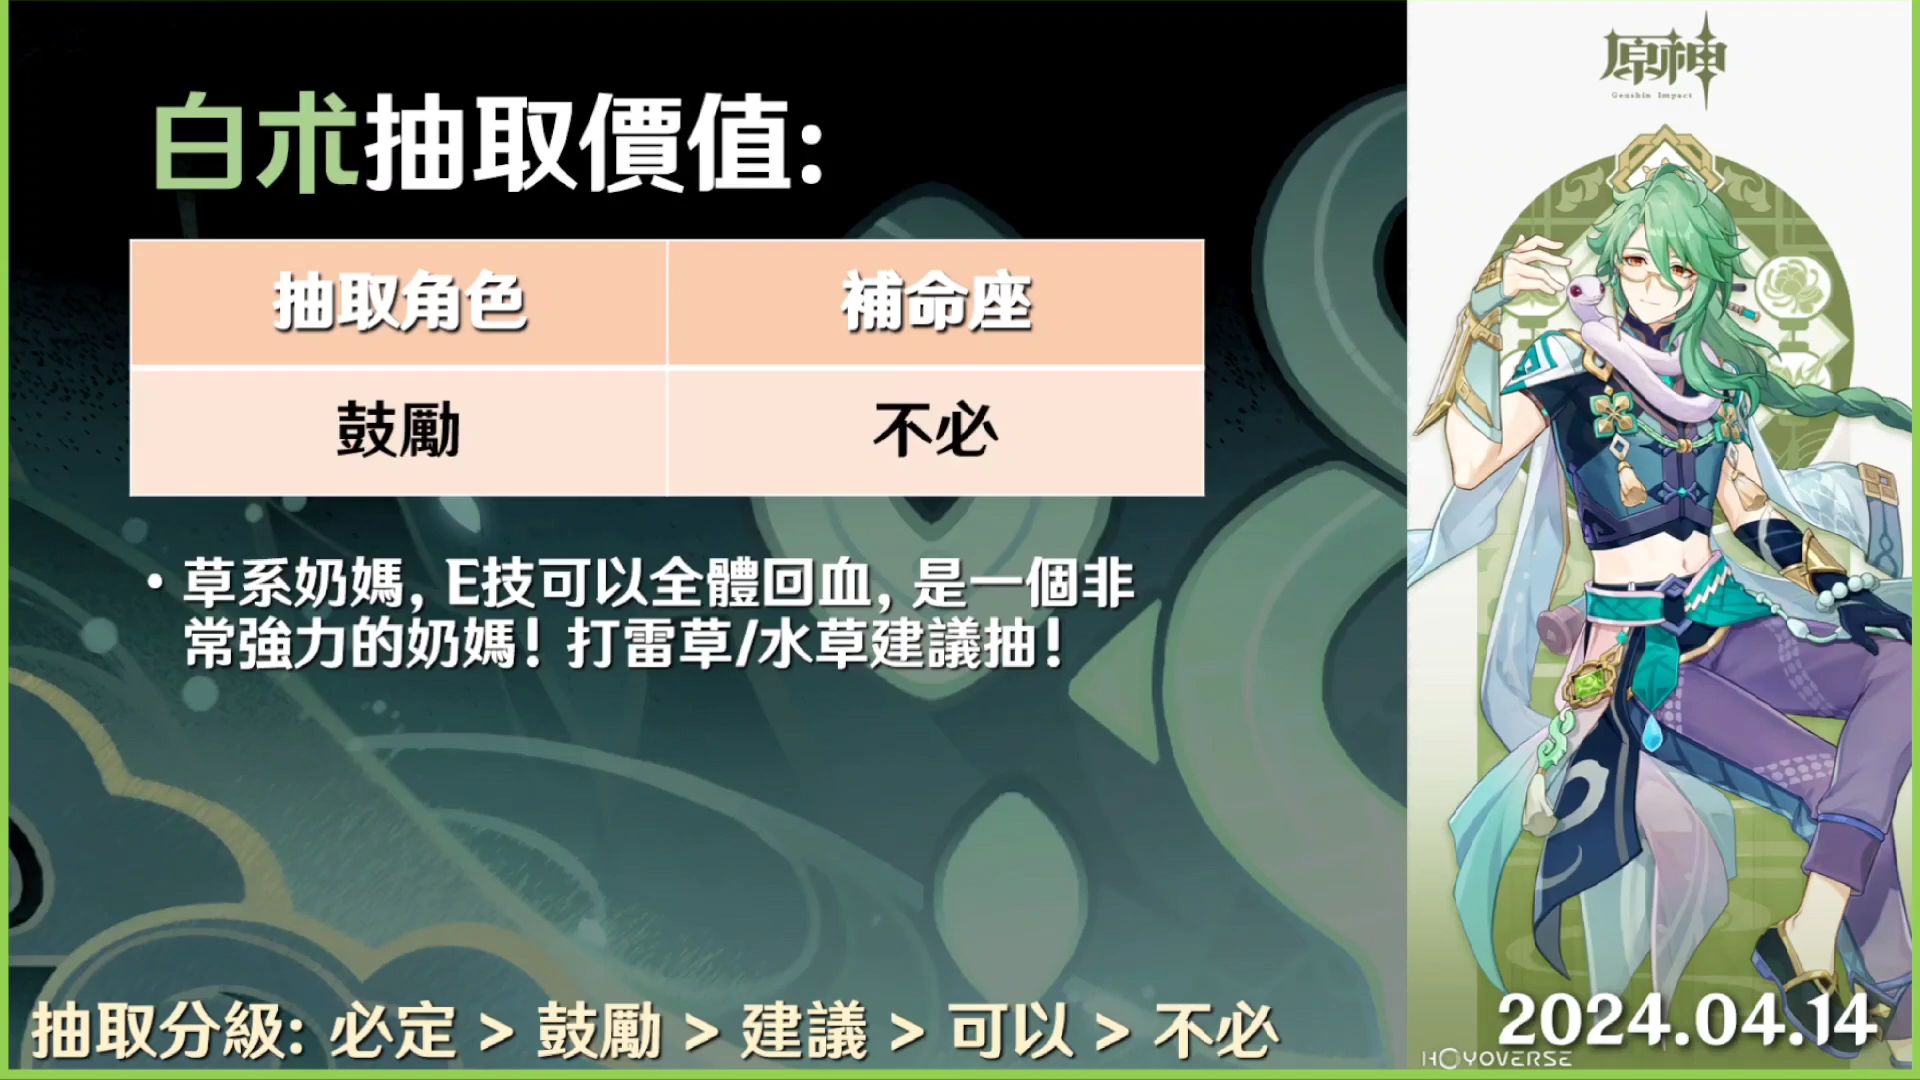 白朮抽取價值:
抽取角色
補命座
鼓勵
不必
• 草系奶媽, E技可以全體回血, 是一個非
常強力的奶媽! 打雷草/水草建議抽!
抽取分級: 必定 > 鼓勵 > 建議 > 可以 > 不必
原神
Genshin Impact
2024.04.14
HOYOVERSE